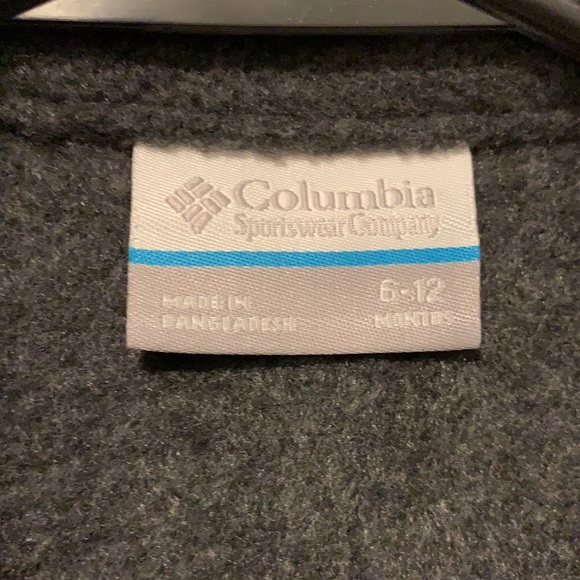 Columbia
Sportswear Company
MADE IN
BANGLADESH
6-12
MONTHS